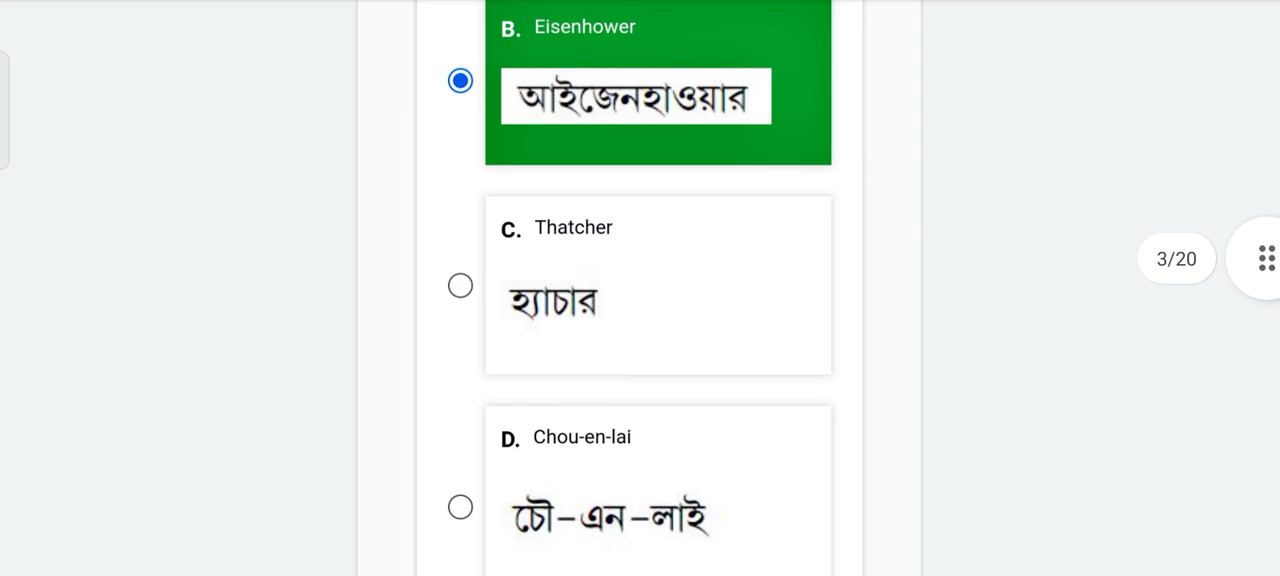 B. Eisenhower
আইজেনহাওয়ার
C. Thatcher
হ্যাচার
3/20
D. Chou-en-lai
চৌ-এন-লাই